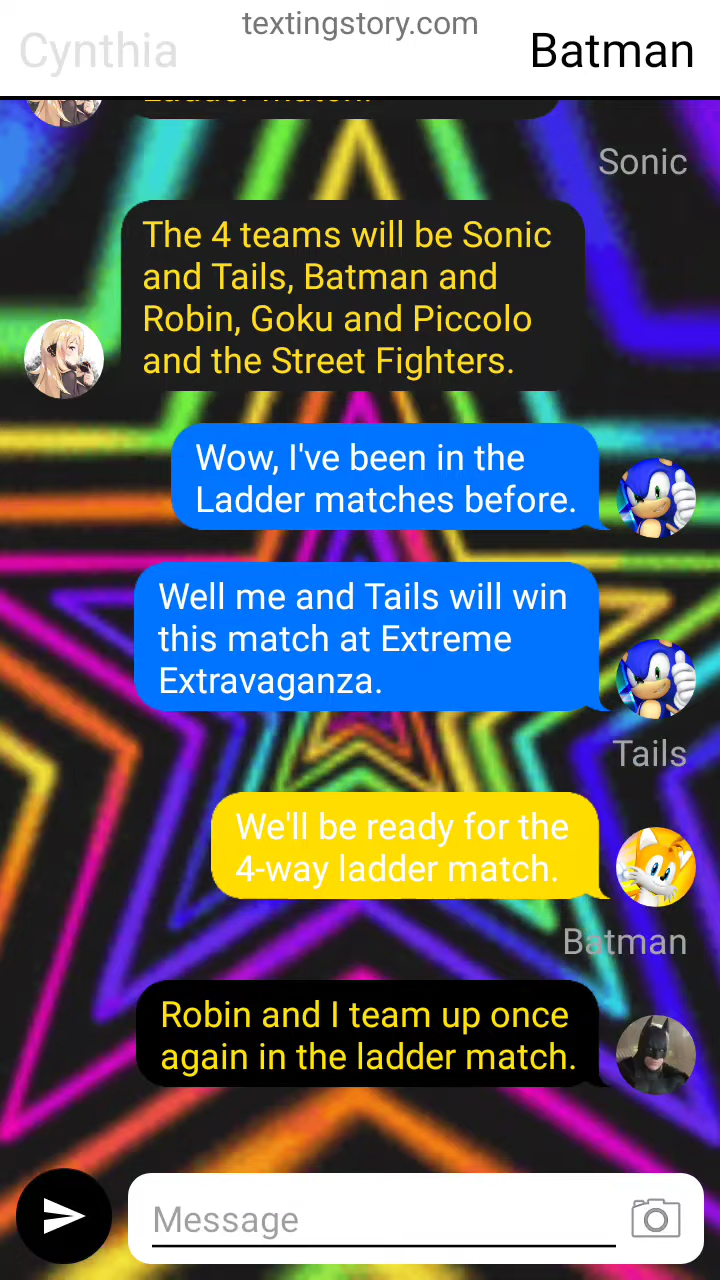 textingstory.com
Cynthia
Batman
Ladder match.
Sonic
The 4 teams will be Sonic
and Tails, Batman and
Robin, Goku and Piccolo
and the Street Fighters.
Wow, I've been in the
Ladder matches before.
Well me and Tails will win
this match at Extreme
Extravaganza.
Tails
We'll be ready for the
4-way ladder match.
Batman
Robin and I team up once
again in the ladder match.
Message